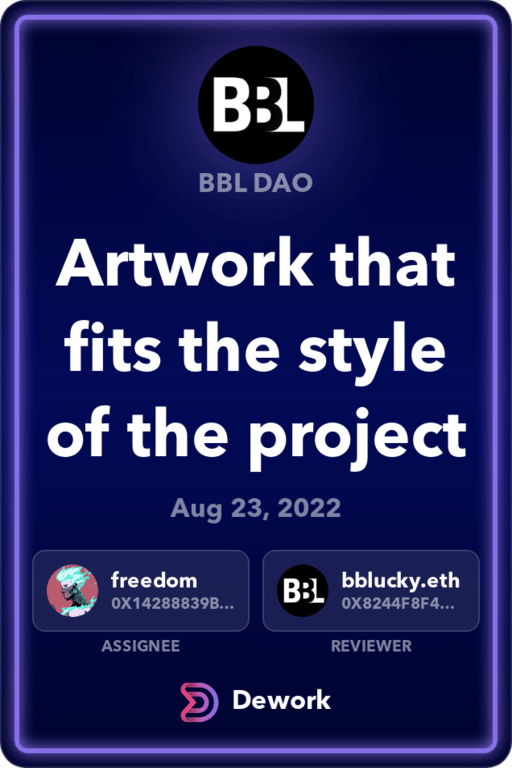 BBL
BBL DAO
Artwork that
fits the style
of the project
Aug 23, 2022
freedom
0X14288839B...
ASSIGNEE
BBL
bblucky.eth
0X8244F8F4...
REVIEWER
Dework